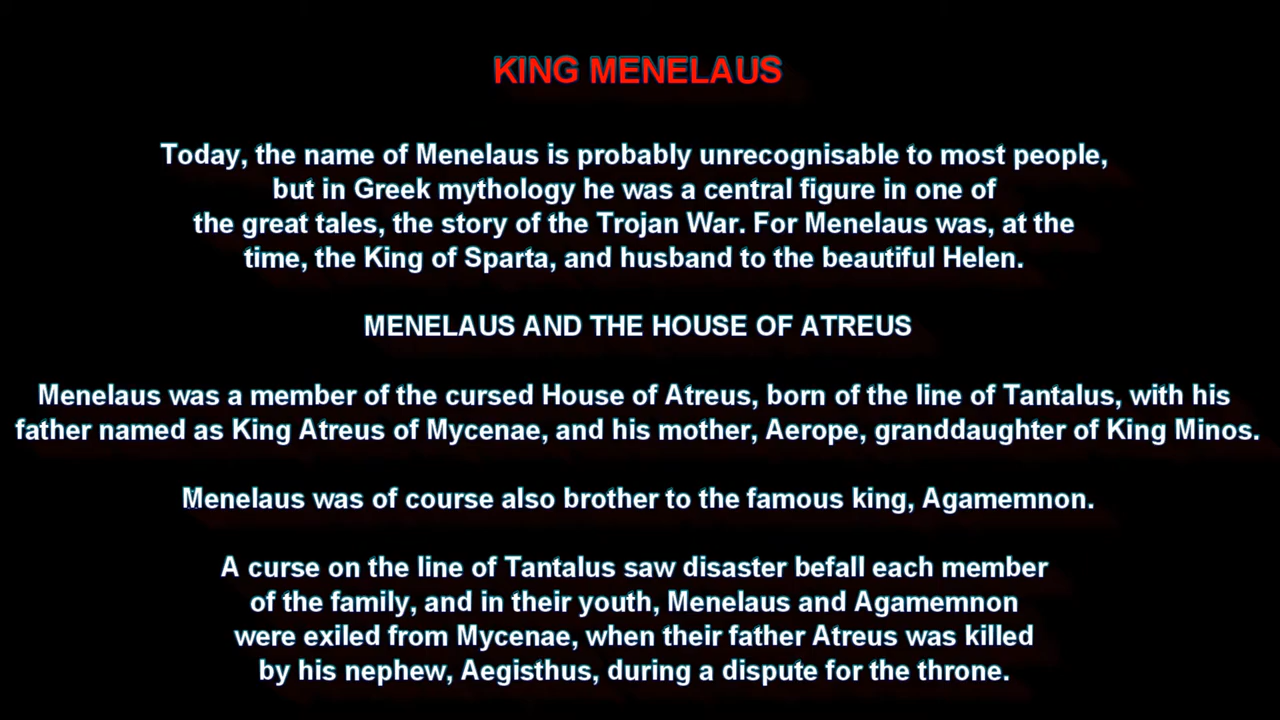 KING MENELAUS
Today, the name of Menelaus is probably unrecognisable to most people,
but in Greek mythology he was a central figure in one of
the great tales, the story of the Trojan War. For Menelaus was, at the
time, the King of Sparta, and husband to the beautiful Helen.
MENELAUS AND THE HOUSE OF ATREUS
Menelaus was a member of the cursed House of Atreus, born of the line of Tantalus, with his
father named as King Atreus of Mycenae, and his mother, Aerope, granddaughter of King Minos.
Menelaus was of course also brother to the famous king, Agamemnon.
A curse on the line of Tantalus saw disaster befall each member
of the family, and in their youth, Menelaus and Agamemnon
were exiled from Mycenae, when their father Atreus was killed
by his nephew, Aegisthus, during a dispute for the throne.